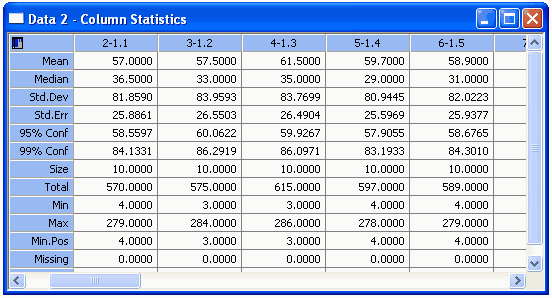 Data 2 - Column Statistics
2-1.1 3-1.2 4-1.3 5-1.4 6-1.5 7
Mean 57.0000 57.5000 61.5000 59.7000 58.9000
Median 36.5000 33.0000 35.0000 29.0000 31.0000
Std.Dev 81.8590 83.9593 83.7699 80.9445 82.0223
Std.Err 25.8861 26.5503 26.4904 25.5969 25.9377
95% Conf 58.5597 60.0622 59.9267 57.9055 58.6765
99% Conf 84.1331 86.2919 86.0971 83.1933 84.3010
Size 10.0000 10.0000 10.0000 10.0000 10.0000
Total 570.0000 575.0000 615.0000 597.0000 589.0000
Min 4.0000 3.0000 3.0000 4.0000 3.0000
Max 279.0000 284.0000 286.0000 278.0000 279.0000
Min.Pos 4.0000 3.0000 3.0000 4.0000 3.0000
Missing 0.0000 0.0000 0.0000 0.0000 0.0000